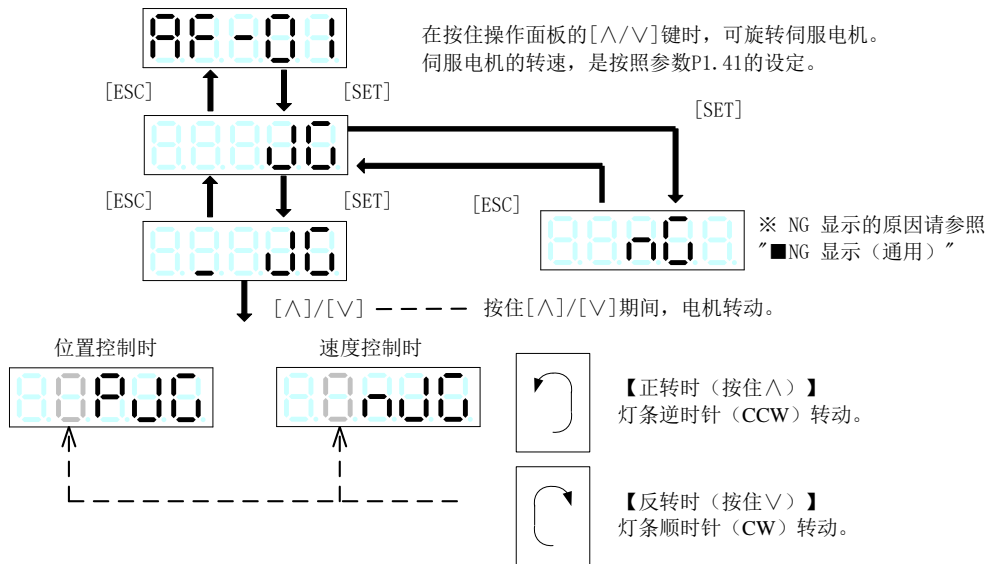 AF-01
在按住操作面板的[∧/∨]键时，可旋转伺服电机。
伺服电机的转速，是按照参数P1.41的设定。
[ESC]
[SET]
[SET]
JG
[ESC]
[SET]
[ESC]
_ JG
nG
※ NG 显示的原因请参照
"■NG 显示（通用）"
[∧]/[∨]
按住[∧]/[∨]期间，电机转动。
位置控制时
速度控制时
0PJG
0nJG
【正转时（按住∧）】
灯条逆时针（CCW）转动。
【反转时（按住∨）】
灯条顺时针（CW）转动。